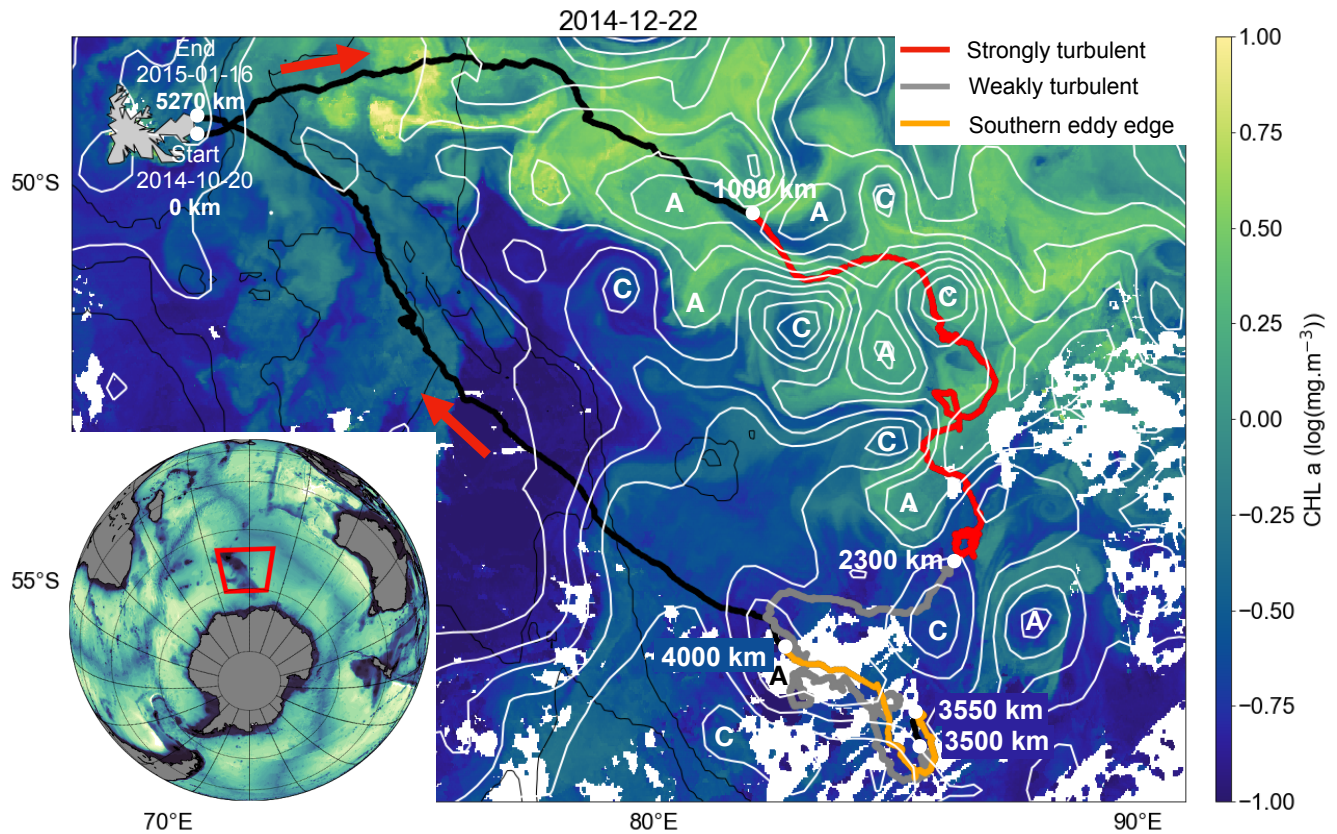 2014-12-22
End
2015-01-16
5270 km
Start
2014-10-20
0 km
Strongly turbulent
Weakly turbulent
Southern eddy edge
50°S
55°S
1000 km
A
A
C
C
A
C
C
A
C
A
2300 km
C
A
4000 km
A
C
3550 km
3500 km
70°E
80°E
90°E
1.00
0.75
0.50
0.25
0.00
−0.25
−0.50
−0.75
−1.00
CHL a (log(mg.m⁻³))